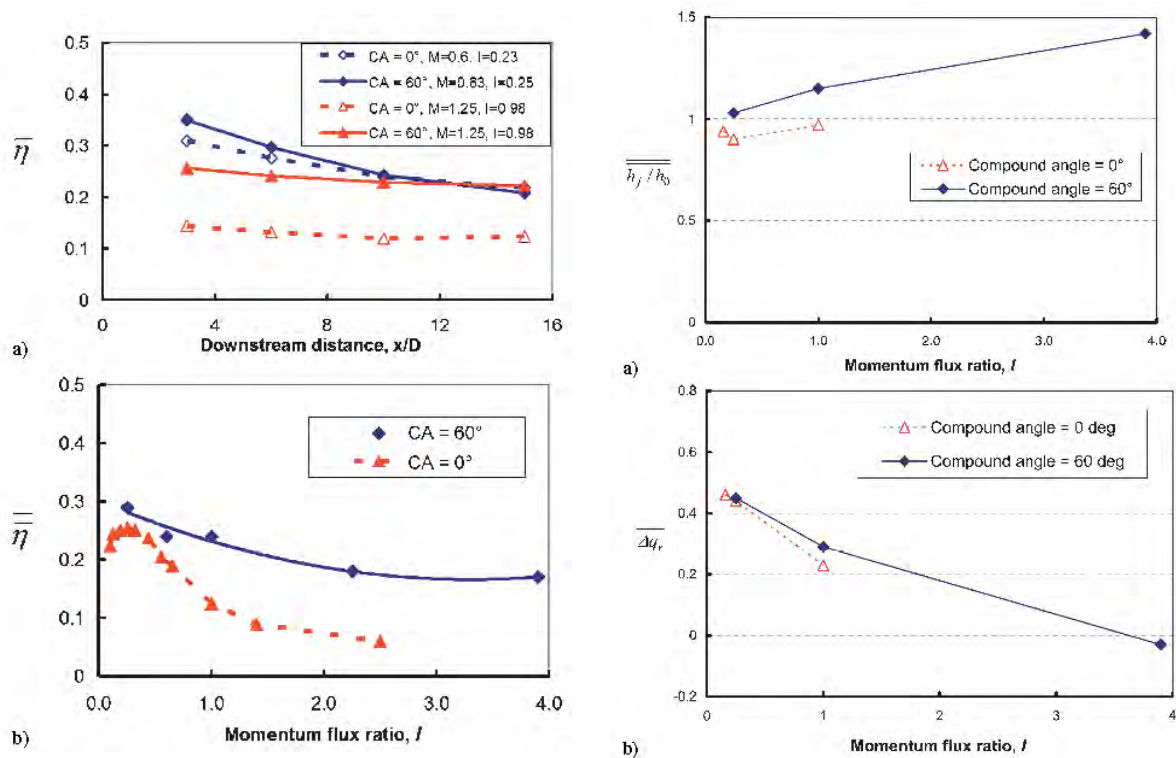 0.5
0.4
0.3
0.2
0.1
0
η
CA = 0°, M=0.6. I=0.23
CA = 60°, M=0.63, I=0.25
CA = 0°, M=1.25, I=0.98
CA = 60°, M=1.25, I=0.98
0 4 8 12 16
Downstream distance, x/D
a)
0.5
0.4
0.3
0.2
0.1
0
η
CA = 60°
CA = 0°
0.0 1.0 2.0 3.0 4.0
Momentum flux ratio, I
b)
1.5
1
0.5
0
h_f / h_0
Compound angle = 0°
Compound angle = 60°
0.0 1.0 2.0 3.0 4.0
Momentum flux ratio, I
a)
0.8
0.6
0.4
0.2
0
-0.2
Δq_r
Compound angle = 0 deg
Compound angle = 60 deg
0 1 2 3 4
Momentum flux ratio, I
b)